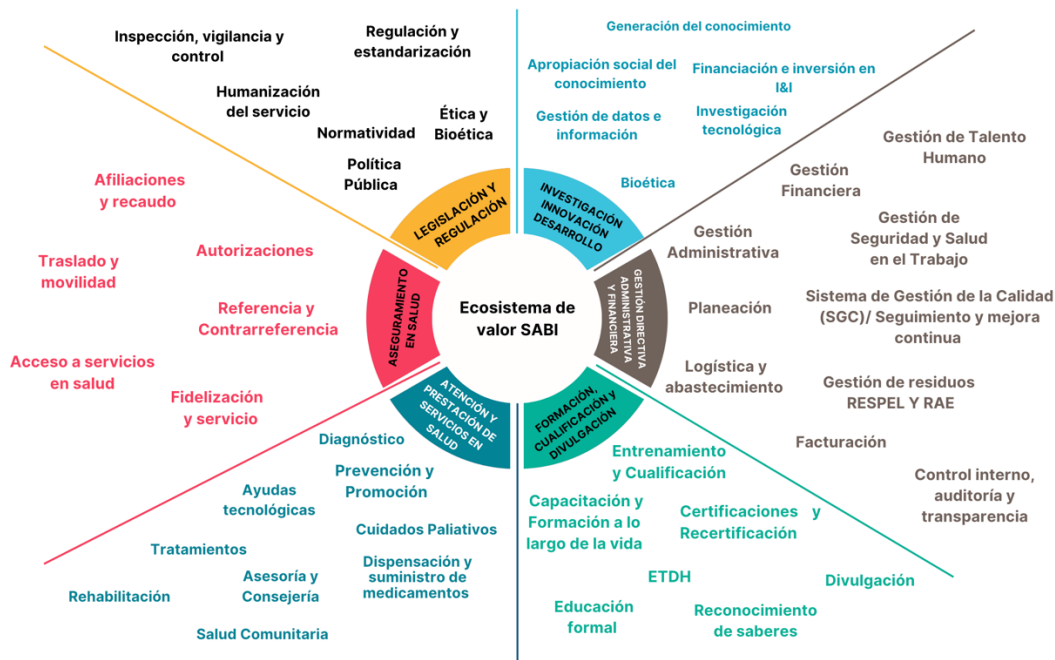 Inspección, vigilancia y
control
Regulación y
estandarización
Humanización
del servicio
Normatividad
Ética y
Bioética
Política
Pública
LEGISLACIÓN Y
REGULACIÓN
Generación del conocimiento
Apropiación social del
conocimiento
Financiación e inversión en
I&I
Gestión de datos e
información
Investigación
tecnológica
Bioética
INVESTIGACIÓN
INNOVACIÓN
DESARROLLO
Gestión de Talento
Humano
Gestión
Financiera
Gestión
Administrativa
Gestión de
Seguridad y Salud
en el Trabajo
Planeación
Sistema de Gestión de la Calidad
(SGC)/ Seguimiento y mejora
continua
Logística y
abastecimiento
Gestión de residuos
RESPEL Y RAE
Facturación
Control interno,
auditoría y
transparencia
GESTIÓN DIRECTIVA
ADMINISTRATIVA
Y FINANCIERA
Ecosistema de
valor SABI
Afiliaciones
y recaudo
Autorizaciones
Traslado y
movilidad
Referencia y
Contrarreferencia
Acceso a servicios
en salud
Fidelización
y servicio
ASEGURAMIENTO
EN SALUD
ATENCIÓN Y
PRESTACIÓN DE
SERVICIOS EN
SALUD
Diagnóstico
Prevención y
Promoción
Ayudas
tecnológicas
Cuidados Paliativos
Tratamientos
Dispensación y
suministro de
medicamentos
Asesoría y
Consejería
Rehabilitación
Salud Comunitaria
FORMACIÓN,
CUALIFICACIÓN y
DIVULGACIÓN
Entrenamiento
y Cualificación
Capacitación y
Formación a lo
largo de la vida
Certificaciones y
Recertificación
ETDH
Divulgación
Educación
formal
Reconocimiento
de saberes